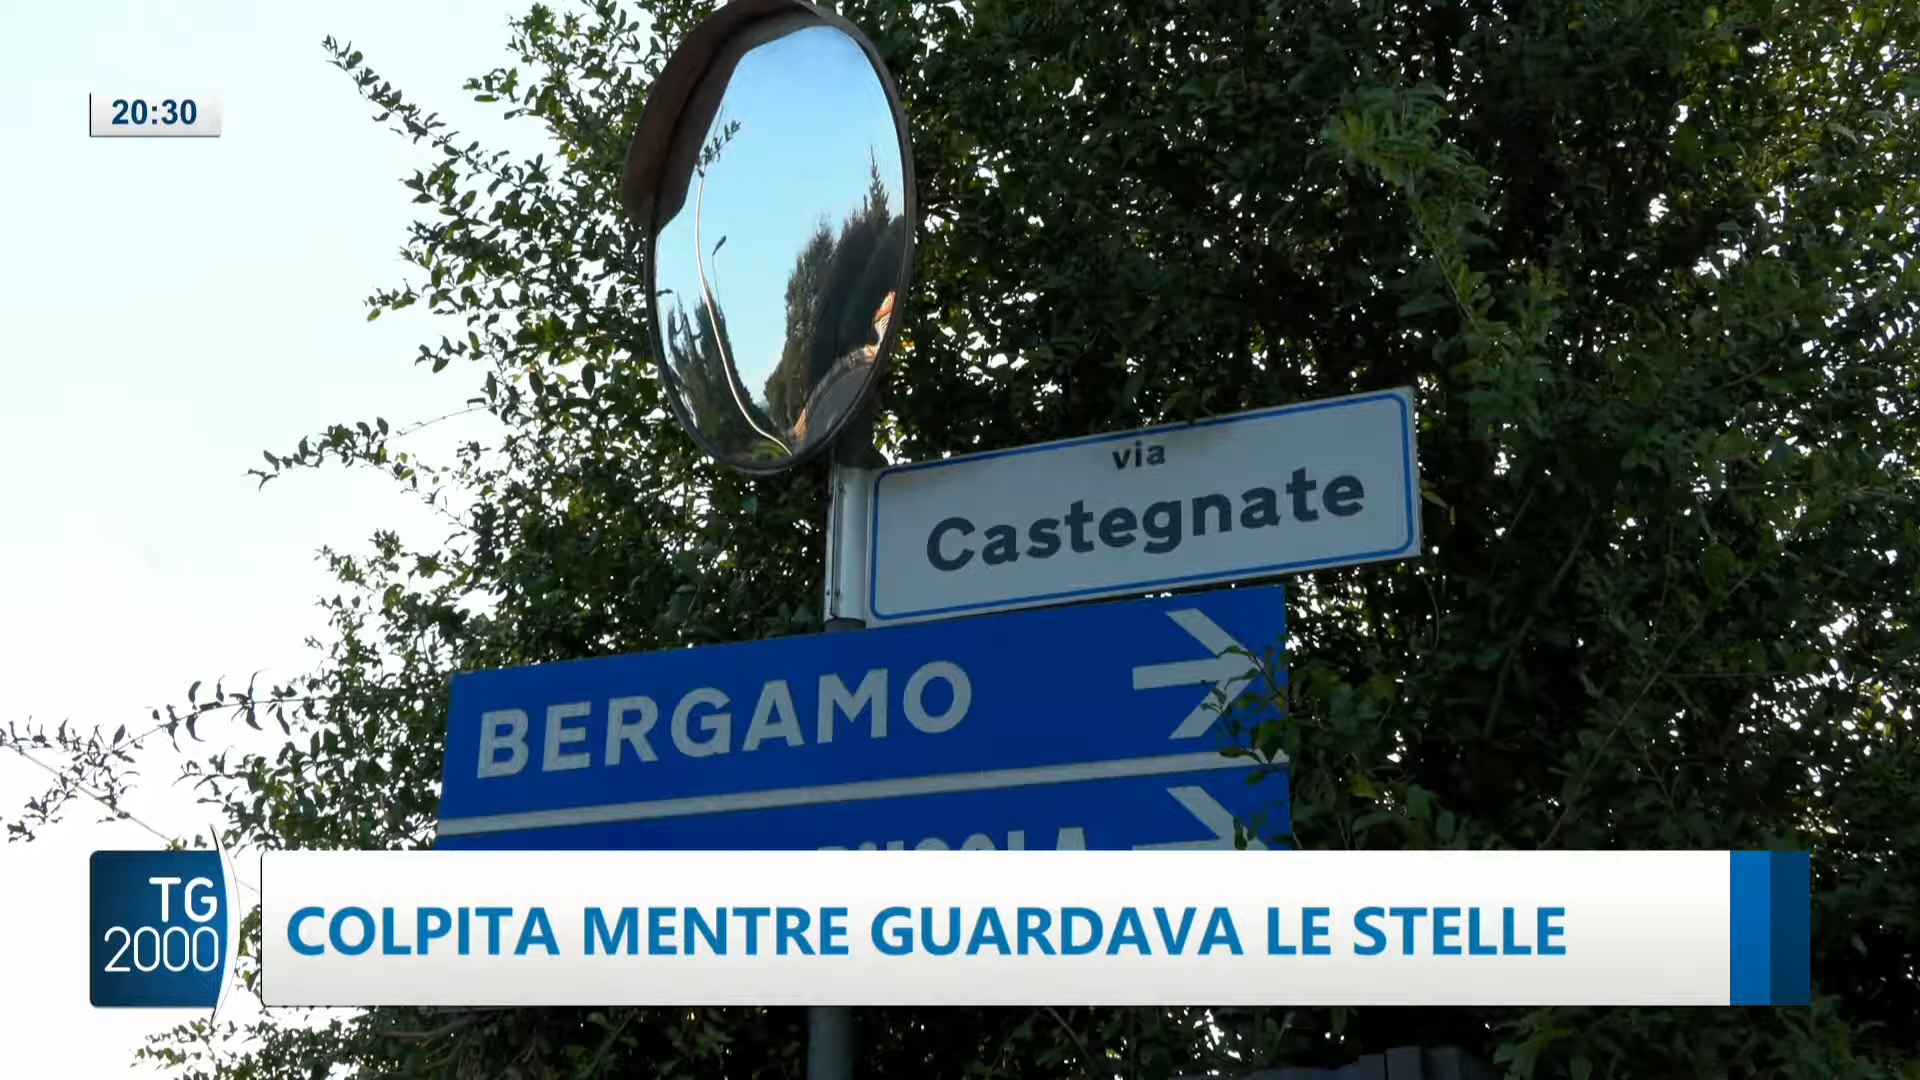 20:30
via
Castegnate
BERGAMO
TG
2000
COLPITA MENTRE GUARDAVA LE STELLE